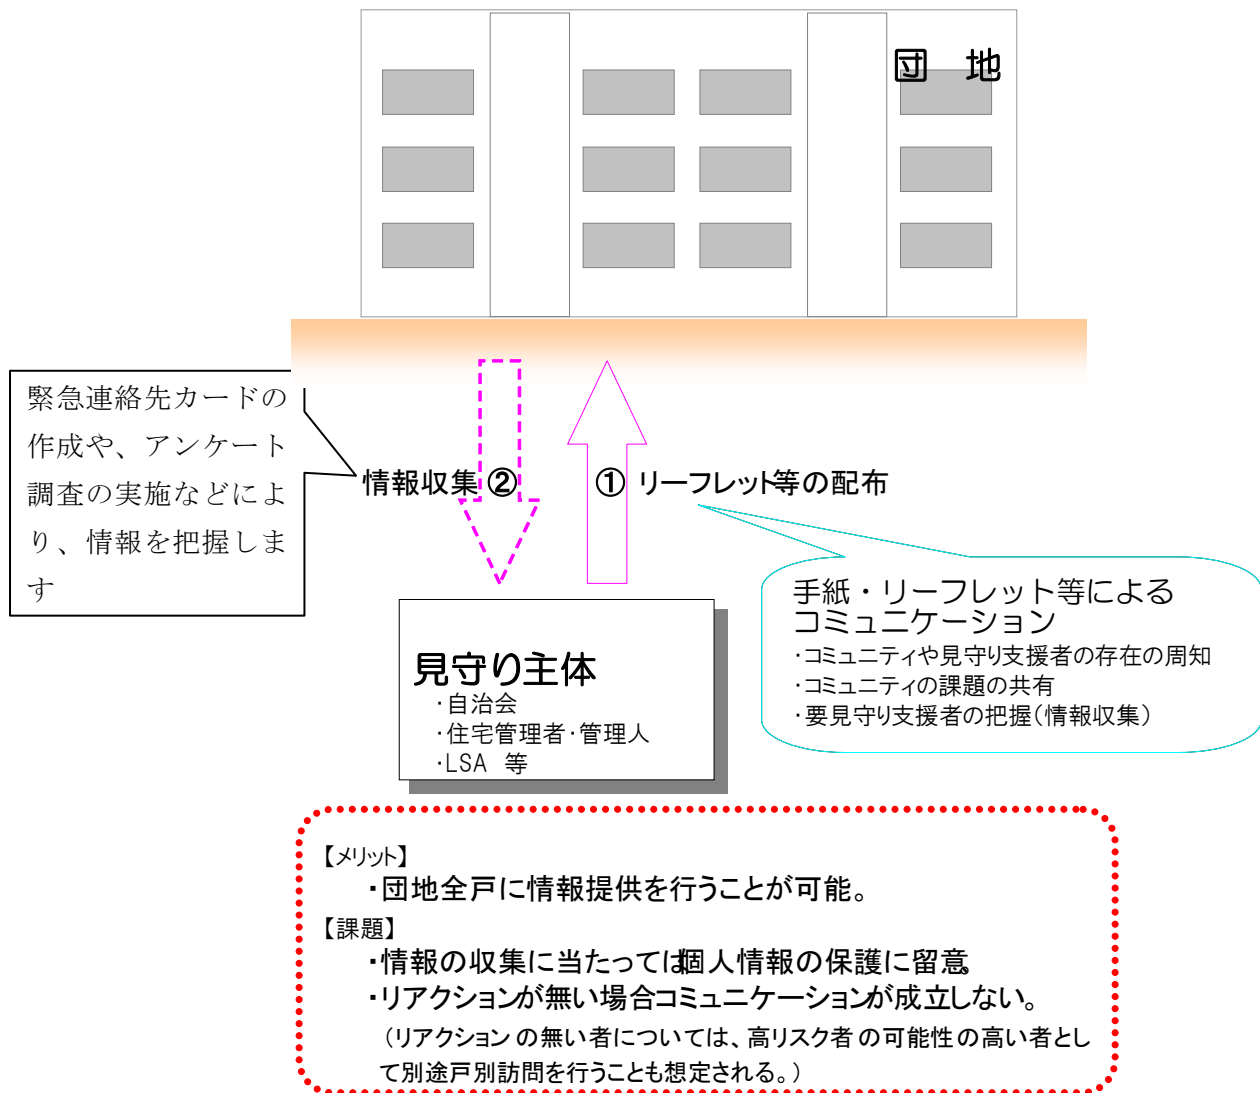 団　地
緊急連絡先カードの
作成や、アンケート
調査の実施などによ
り、情報を把握しま
す
情報収集 ②
① リーフレット等の配布
手紙・リーフレット等による
コミュニケーション
・コミュニティや見守り支援者の存在の周知
・コミュニティの課題の共有
・要見守り支援者の把握（情報収集）
見守り主体
・自治会
・住宅管理者・管理人
・LSA 等
【メリット】
・団地全戸に情報提供を行うことが可能。
【課題】
・情報の収集に当たっては個人情報の保護に留意。
・リアクションが無い場合コミュニケーションが成立しない。
（リアクションの無い者については、高リスク者の可能性の高い者とし
て別途戸別訪問を行うことも想定される。）